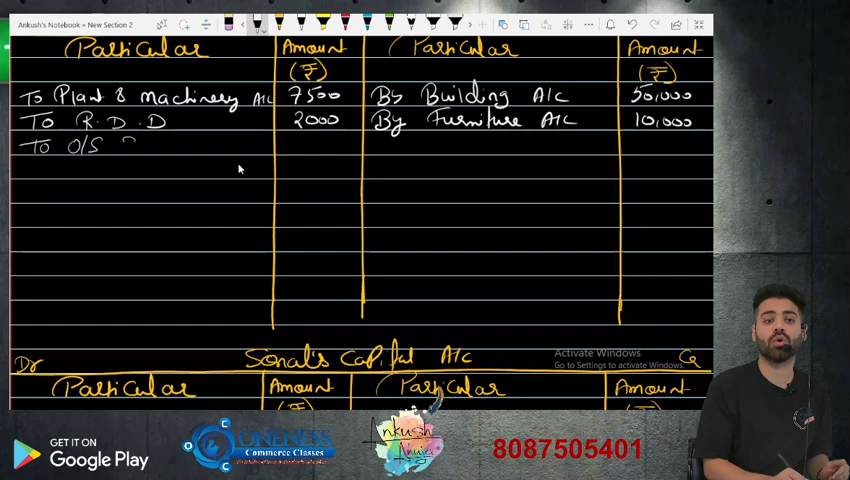 Ankush's Notebook - New Section 2
Particular Amount Particular Amount
(₹) (₹)
To Plant & Machinery A/C 7500 By Building A/C 50,000
To R.D.D 2000 By Furniture A/C 10,000
To O/S
Activate Windows
Go to Settings to activate Windows.
Dr Sonal's Capital A/C Cr
Particular Amount Particular Amount
(₹) (₹)
GET IT ON
Google Play
ONENESS
Commerce Classes
Ankush
Ahuja
8087505401